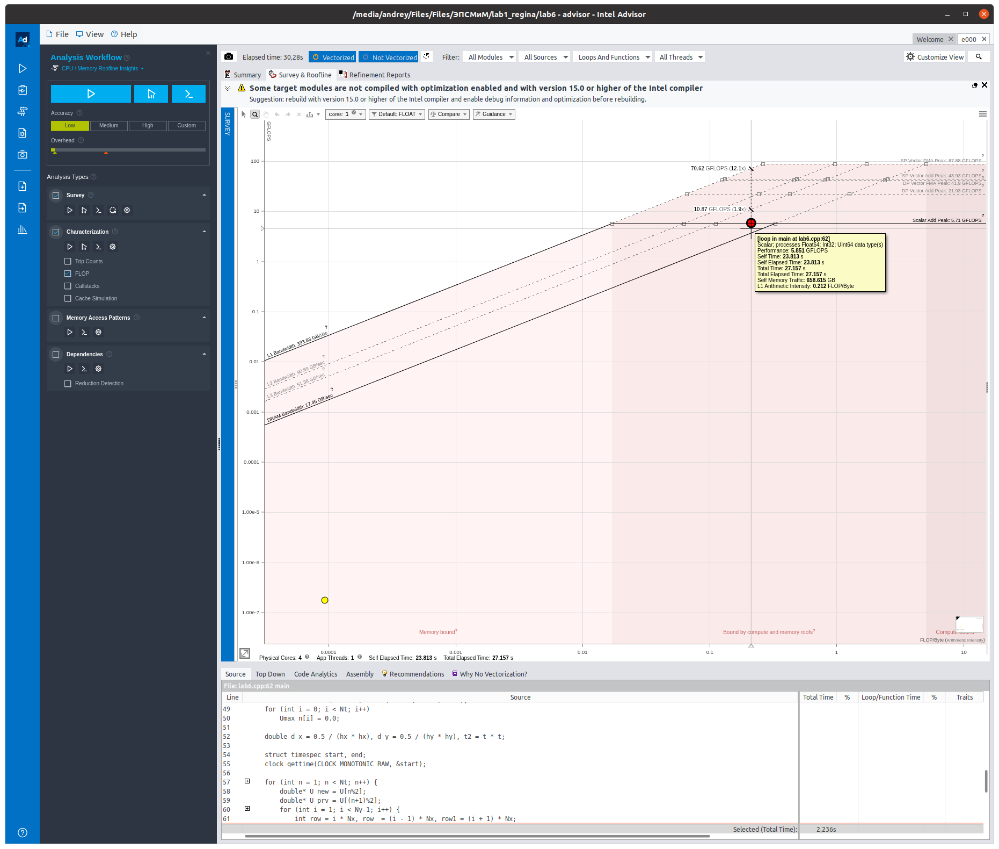 /media/andrey/Files/Files/ЭПСМиМ/lab1_regina/lab6 - advisor - Intel Advisor
Ad
File View Help
Welcome e000
Analysis Workflow
CPU / Memory Roofline Insights
Accuracy
Low Medium High Custom
Overhead
Analysis Types
Survey
Characterization
Trip Counts
FLOP
Callstacks
Cache Simulation
Memory Access Patterns
Dependencies
Reduction Detection
Elapsed time: 30,28s Vectorized Not Vectorized Filter: All Modules All Sources Loops And Functions All Threads Customize View
Summary Survey & Roofline Refinement Reports
Some target modules are not compiled with optimization enabled and with version 15.0 or higher of the Intel compiler
Suggestion: rebuild with version 15.0 or higher of the Intel compiler and enable debug information and optimization before rebuilding.
SURVEY
Cores: 1 ? Default: FLOAT Compare Guidance
GFLOPS
100
10
1
0.1
0.01
0.001
0.0001
1.00e-5
1.00e-6
1.00e-7
70.62 GFLOPS (12.1x)
10.87 GFLOPS (1.9x)
SP Vector FMA Peak: 87.88 GFLOPS ?
SP Vector Add Peak: 43.93 GFLOPS ?
DP Vector FMA Peak: 41.9 GFLOPS ?
DP Vector Add Peak: 21.93 GFLOPS ?
Scalar Add Peak: 5.71 GFLOPS ?
[loop in main at lab6.cpp:62]
Scalar; processes Float64; Int32; UInt64 data type(s)
Performance: 5.851 GFLOPS
Self Time: 23.813 s
Self Elapsed Time: 23.813 s
Total Time: 27.157 s
Total Elapsed Time: 27.157 s
Self Memory Traffic: 658.615 GB
L1 Arithmetic Intensity: 0.212 FLOP/Byte
L1 Bandwidth: 333.83 GB/sec ?
L2 Bandwidth: 90.69 GB/sec ?
L3 Bandwidth: 51.38 GB/sec ?
DRAM Bandwidth: 17.45 GB/sec ?
Memory bound? Bound by compute and memory roofs? Compute bound
FLOP/Byte (Arithmetic Intensity)
0.0001 0.001 0.01 0.1 1 10
Physical Cores: 4 ? App Threads: 1 ? Self Elapsed Time: 23.813 s Total Elapsed Time: 27.157 s
Source Top Down Code Analytics Assembly Recommendations Why No Vectorization?
File: lab6.cpp:62 main
Line Source Total Time % Loop/Function Time % Traits
49 for (int i = 0; i < Nt; i++)
50 Umax n[i] = 0.0;
51
52 double d x = 0.5 / (hx * hx), d y = 0.5 / (hy * hy), t2 = t * t;
53
54 struct timespec start, end;
55 clock gettime(CLOCK MONOTONIC RAW, &start);
56
57 for (int n = 1; n < Nt; n++) {
58 double* U new = U[n%2];
59 double* U prv = U[(n+1)%2];
60 for (int i = 1; i < Ny-1; i++) {
61 int row = i * Nx, row = (i - 1) * Nx, row1 = (i + 1) * Nx;
Selected (Total Time): 2,236s